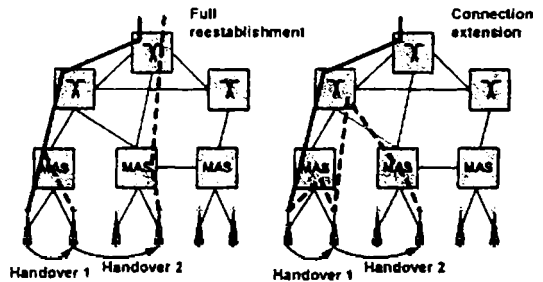 Full
reestablishment
Connection
extension
MAS
MAS
MAS
MAS
MAS
MAS
Handover 1
Handover 2
Handover 1
Handover 2